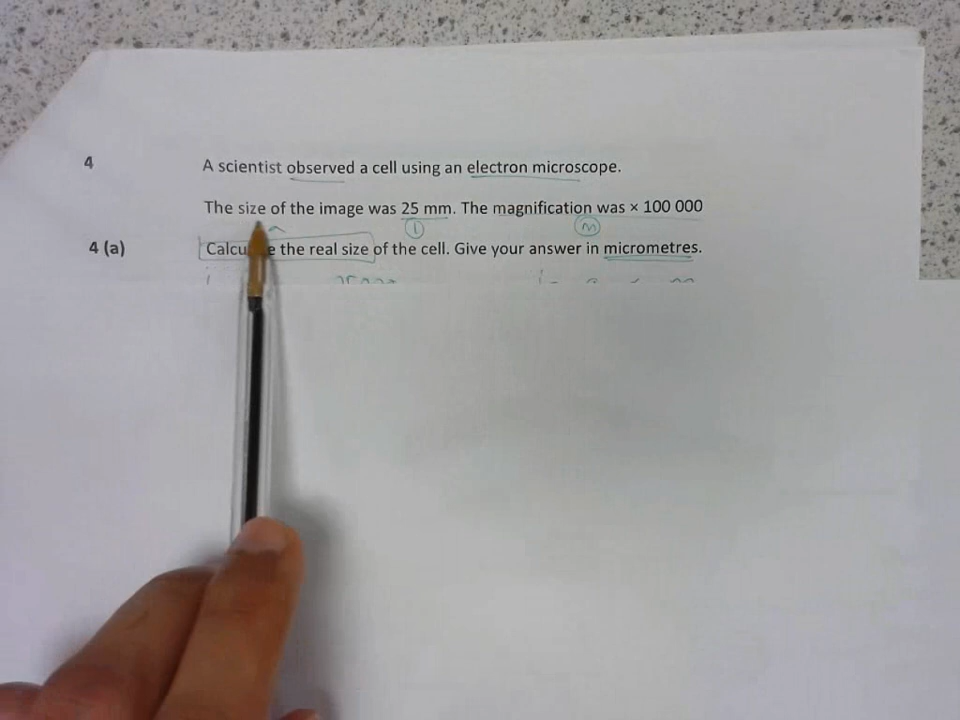 4 A scientist observed a cell using an electron microscope.
The size of the image was 25 mm. The magnification was × 100 000
I M
4 (a) the real size of the cell. Give your answer in micrometres.